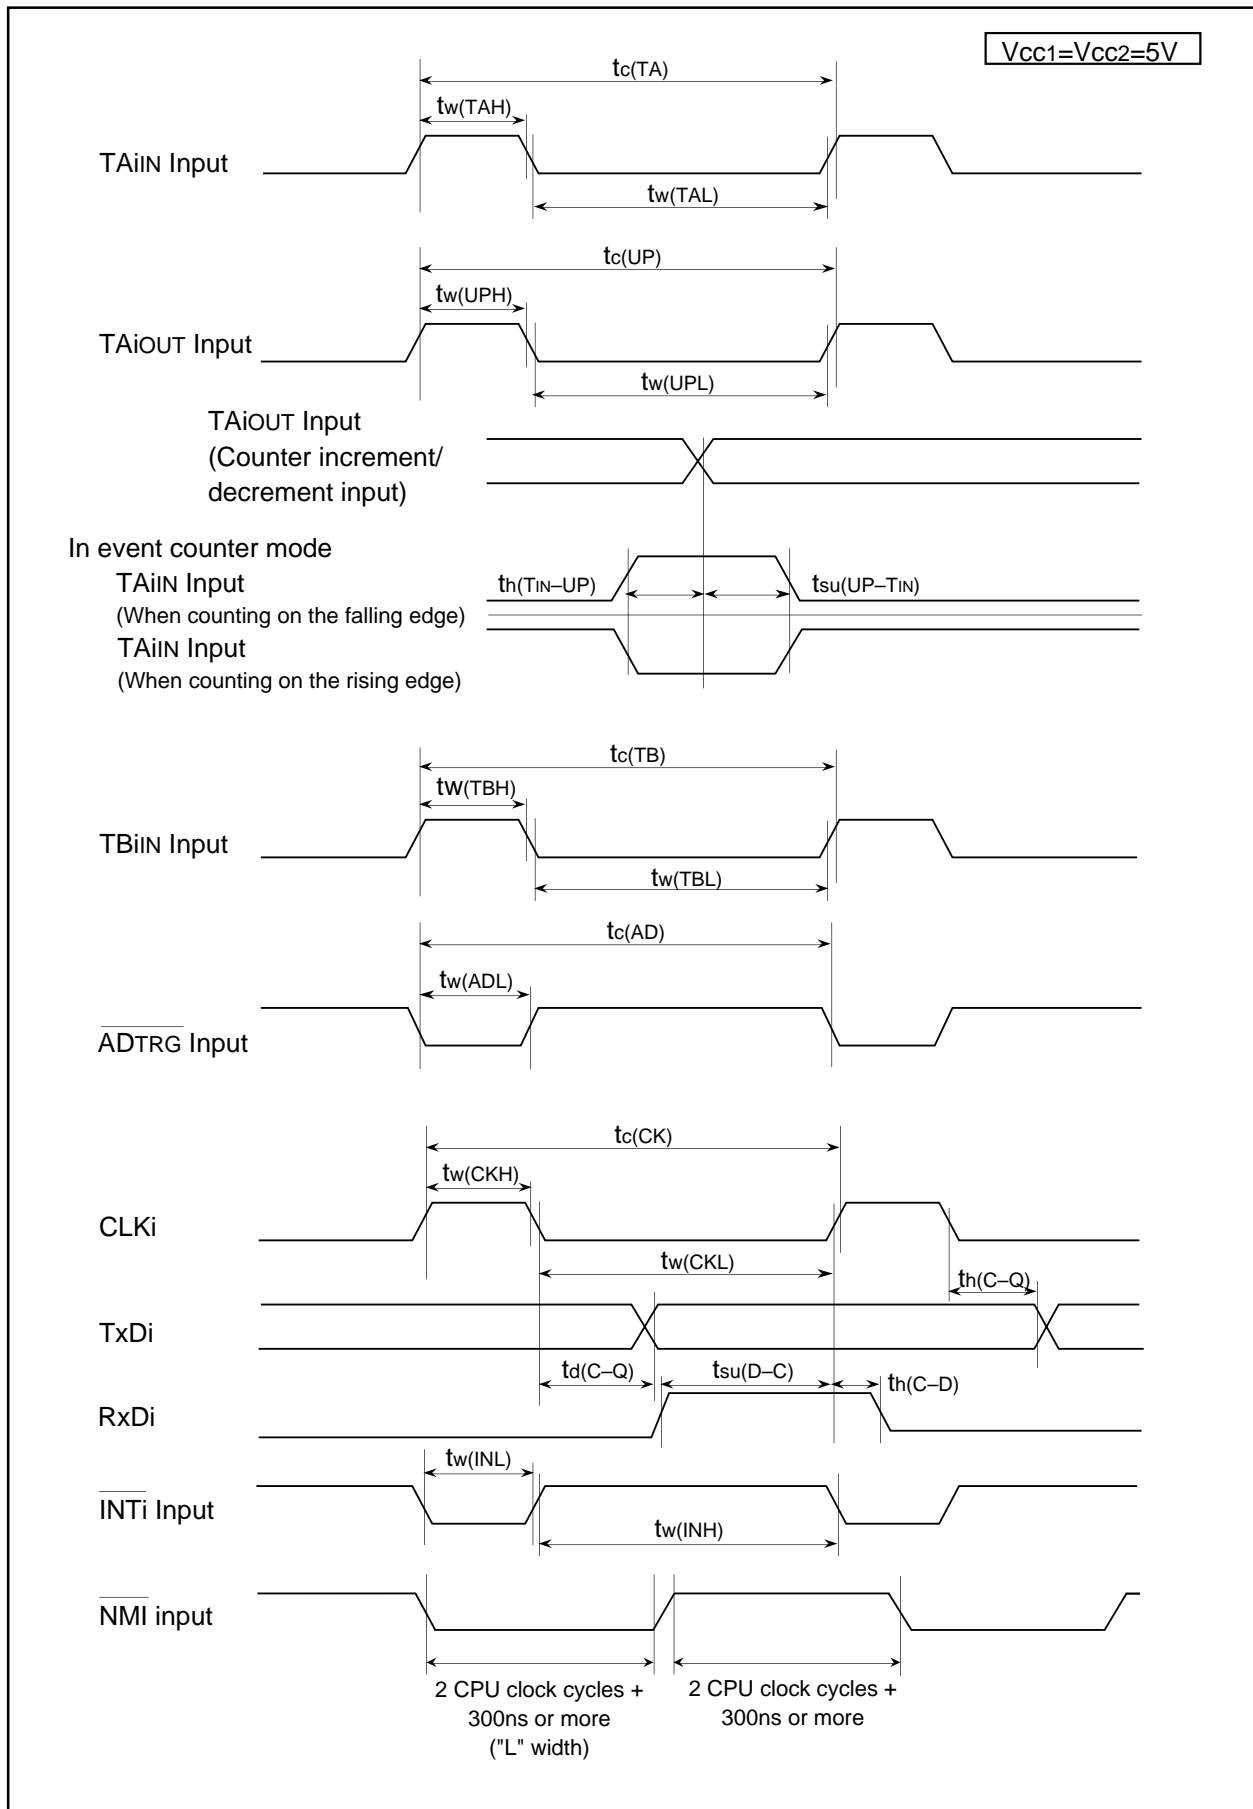 Vcc1=Vcc2=5V
tc(TA)
tw(TAH)
TAiIN Input
tw(TAL)
tc(UP)
tw(UPH)
TAiOUT Input
tw(UPL)
TAiOUT Input
(Counter increment/
decrement input)
In event counter mode
TAiIN Input
(When counting on the falling edge)
th(TIN–UP)
tsu(UP–TIN)
TAiIN Input
(When counting on the rising edge)
tc(TB)
tw(TBH)
TBiIN Input
tw(TBL)
tc(AD)
tw(ADL)
ADTRG Input
tc(CK)
tw(CKH)
CLKi
tw(CKL)
th(C–Q)
TxDi
td(C–Q)
tsu(D–C)
th(C–D)
RxDi
tw(INL)
INTi Input
tw(INH)
NMI input
2 CPU clock cycles +
300ns or more
("L" width)
2 CPU clock cycles +
300ns or more